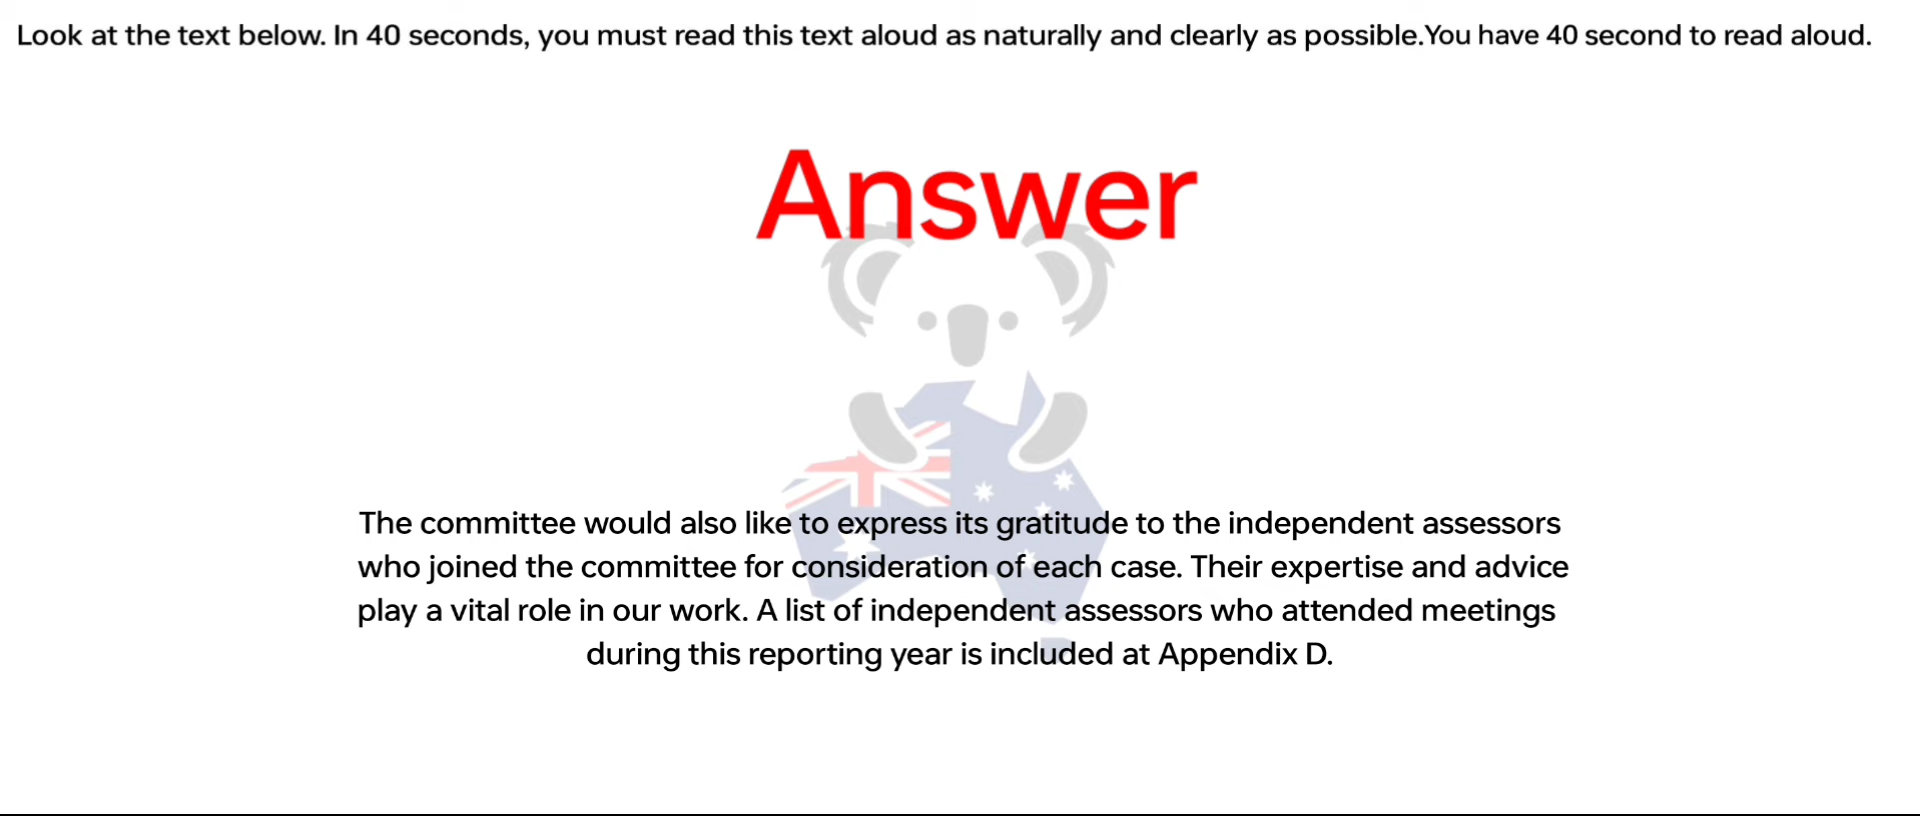 Look at the text below. In 40 seconds, you must read this text aloud as naturally and clearly as possible.You have 40 second to read aloud.
Answer
The committee would also like to express its gratitude to the independent assessors
who joined the committee for consideration of each case. Their expertise and advice
play a vital role in our work. A list of independent assessors who attended meetings
during this reporting year is included at Appendix D.